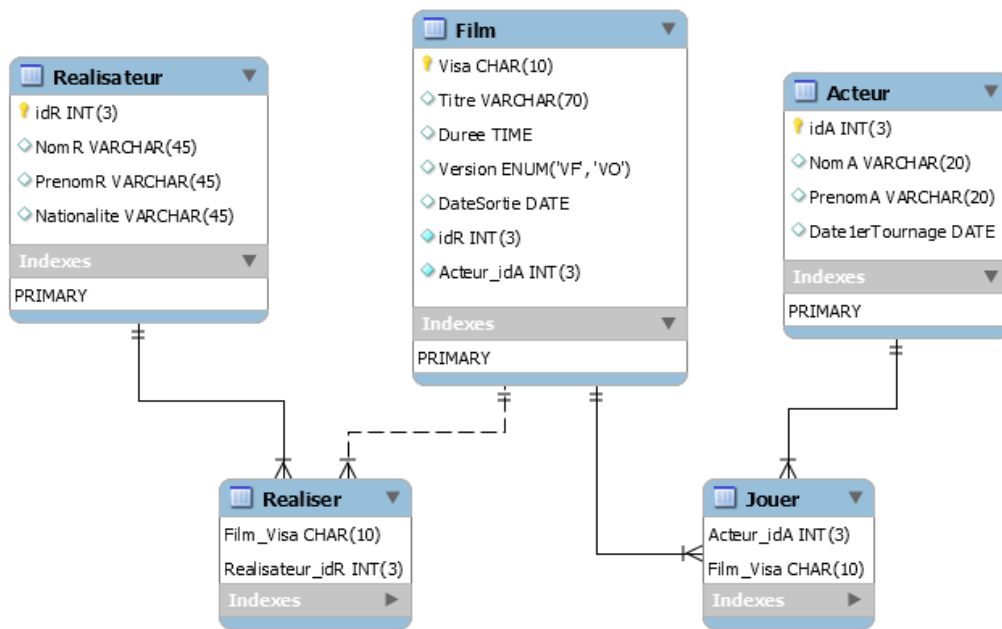 Realisateur
idR INT(3)
NomR VARCHAR(45)
PrenomR VARCHAR(45)
Nationalite VARCHAR(45)
Indexes
PRIMARY
Film
Visa CHAR(10)
Titre VARCHAR(70)
Duree TIME
Version ENUM('VF', 'VO')
DateSortie DATE
idR INT(3)
Acteur_idA INT(3)
Indexes
PRIMARY
Acteur
idA INT(3)
NomA VARCHAR(20)
PrenomA VARCHAR(20)
Date1erTournage DATE
Indexes
PRIMARY
Realiser
Film_Visa CHAR(10)
Realisateur_idR INT(3)
Indexes
Jouer
Acteur_idA INT(3)
Film_Visa CHAR(10)
Indexes